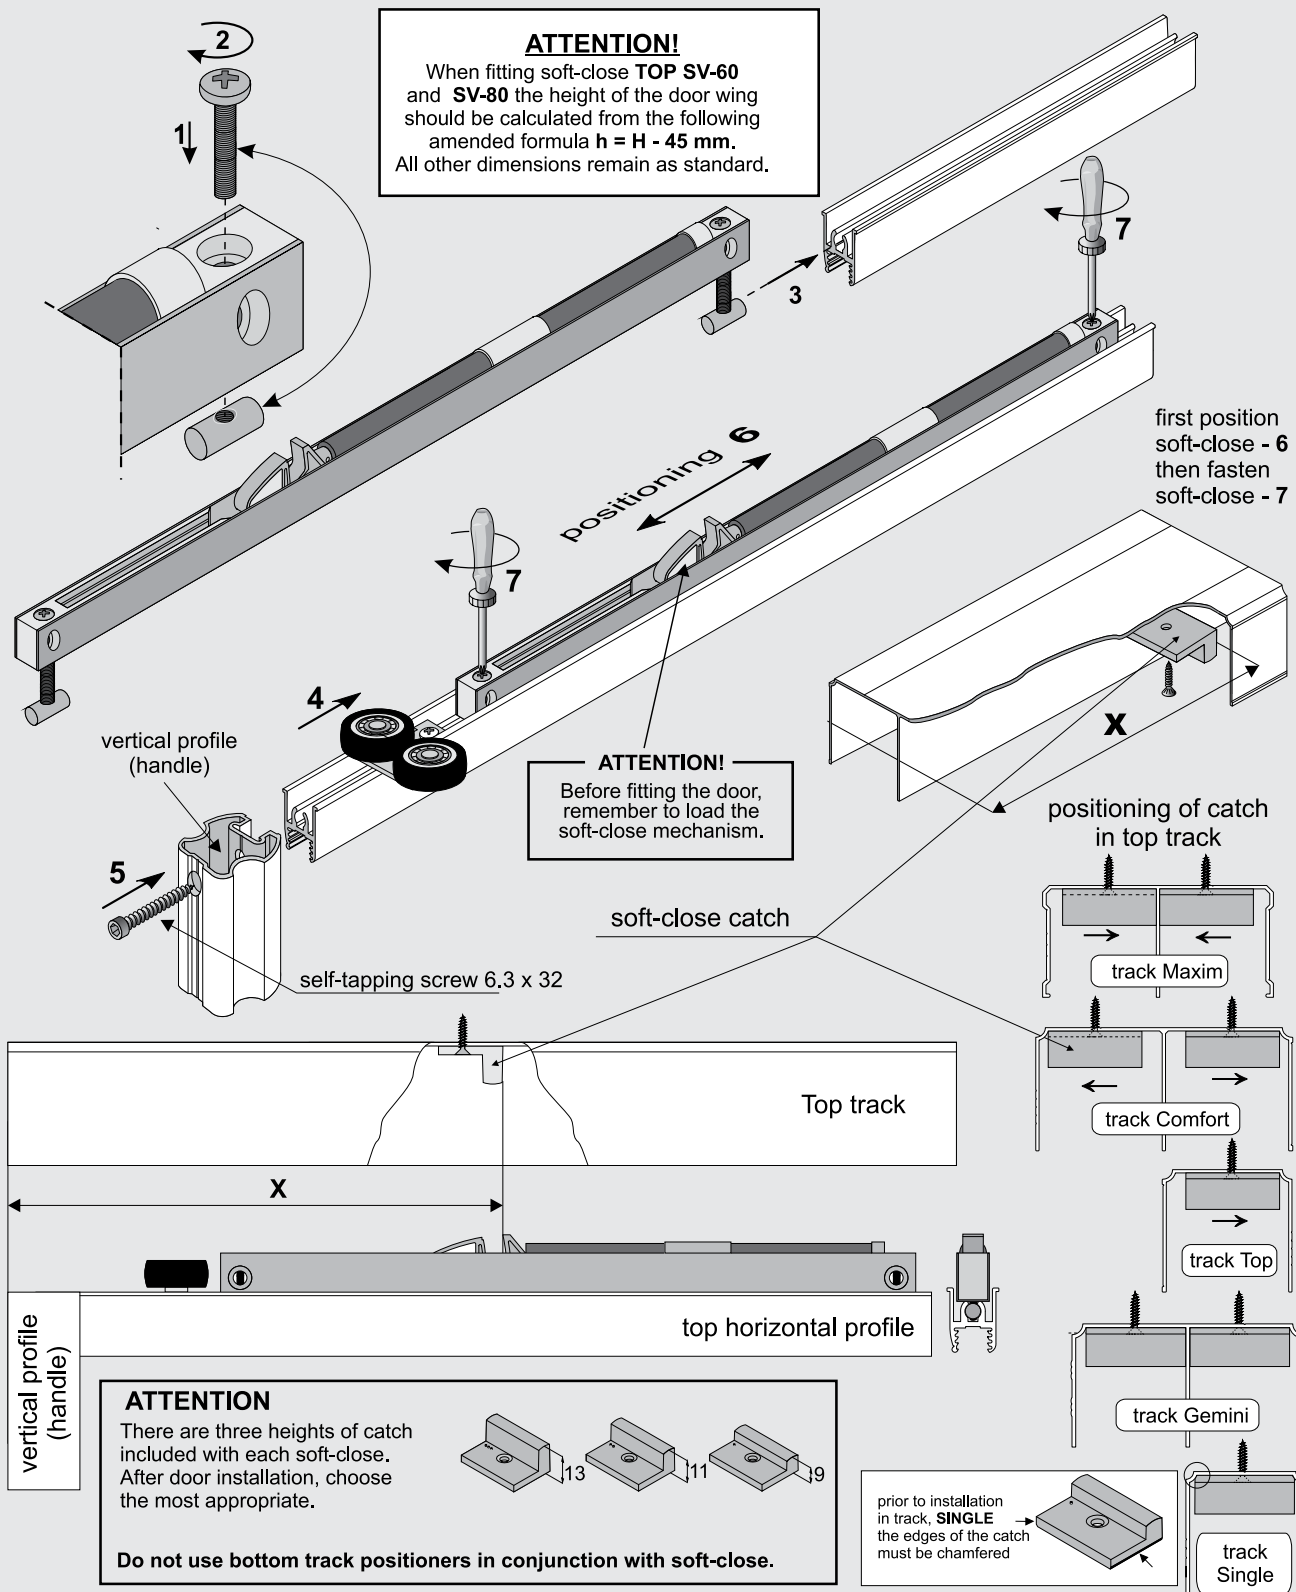 2
1
ATTENTION!
When fitting soft-close TOP SV-60
and SV-80 the height of the door wing
should be calculated from the following
amended formula h = H - 45 mm.
All other dimensions remain as standard.
3
7
first position
soft-close - 6
then fasten
soft-close - 7
positioning 6
7
4
vertical profile
(handle)
5
ATTENTION!
Before fitting the door,
remember to load the
soft-close mechanism.
X
positioning of catch
in top track
soft-close catch
self-tapping screw 6.3 x 32
track Maxim
track Comfort
track Top
track Gemini
track
Single
Top track
X
top horizontal profile
vertical profile
(handle)
ATTENTION
There are three heights of catch
included with each soft-close.
After door installation, choose
the most appropriate.
13
11
9
Do not use bottom track positioners in conjunction with soft-close.
prior to installation
in track, SINGLE
the edges of the catch
must be chamfered